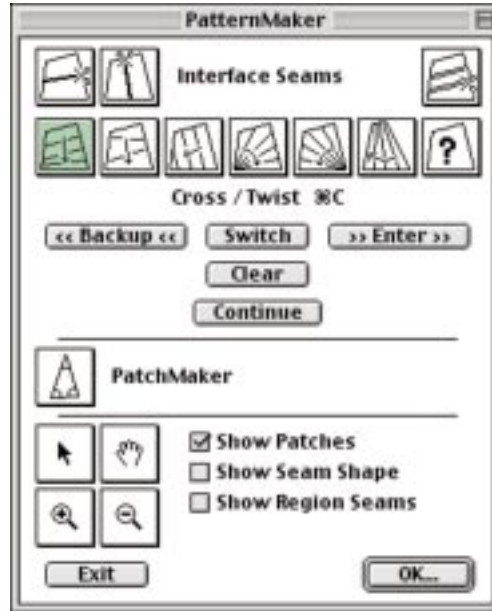 PatternMaker
Interface Seams
?
Cross / Twist ⌘C
<< Backup <<
Switch
>> Enter >>
Clear
Continue
PatchMaker
Show Patches
Show Seam Shape
Show Region Seams
Exit
OK...